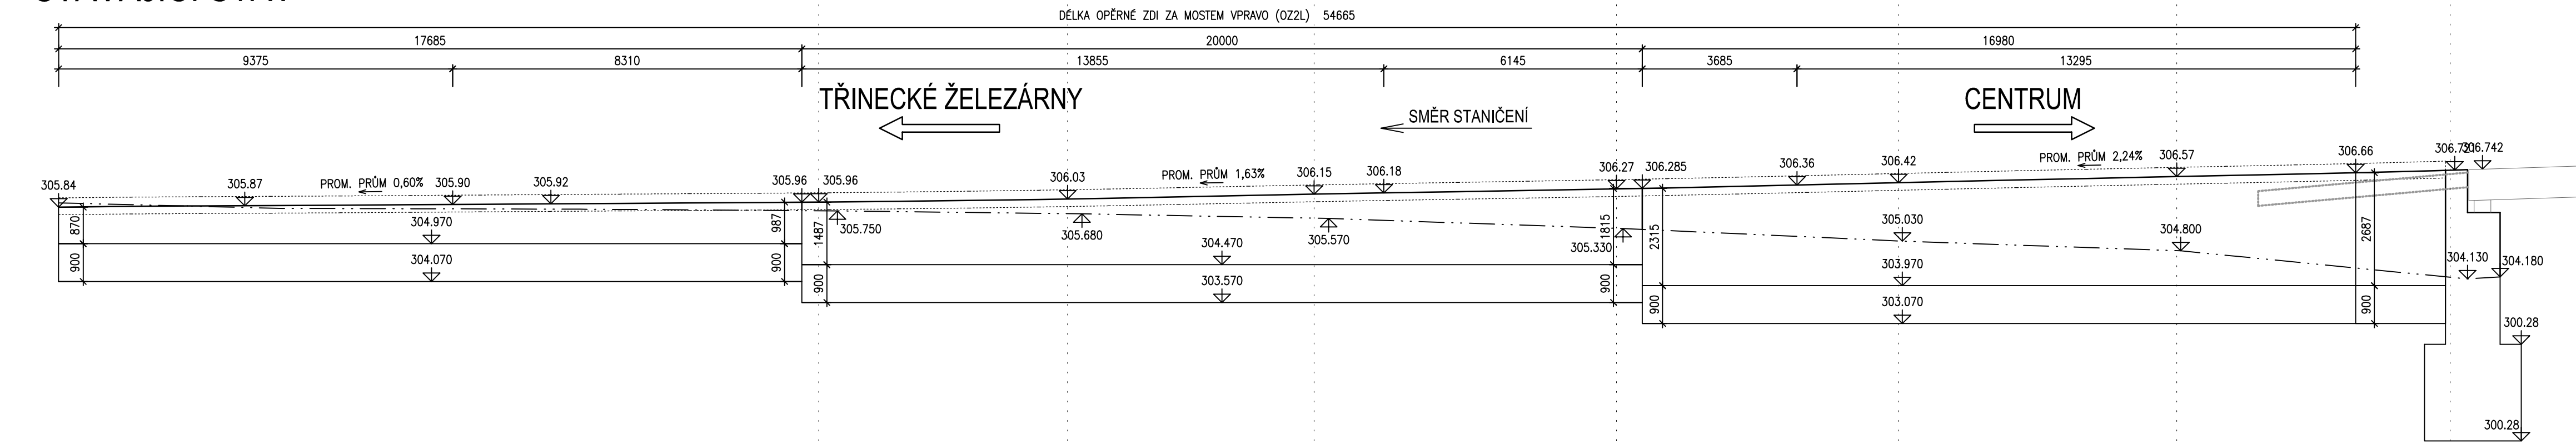 DÉLKA OPĚRNÉ ZDI ZA MOSTEM VPRAVO (OZ2L) 54665
17685 20000 16980
9375 8310 13855 6145 3685 13295
TŘINECKÉ ŽELEZÁRNY
SMĚR STANIČENÍ
CENTRUM
305.84 305.87 PROM. PRŮM 0,60% 305.90 305.92 305.96 305.96 306.03 PROM. PRŮM 1,63% 306.15 306.18 306.27 306.285 306.36 306.42 PROM. PRŮM 2,24% 306.57 306.66 306.742
870 304.970 987 1487 305.750 305.680 305.570 305.330 1815 2315 305.030 304.800 2687
900 304.070 900 900 304.470 900 900 303.970 900 304.130 304.180
303.570 303.070
300.28
300.28